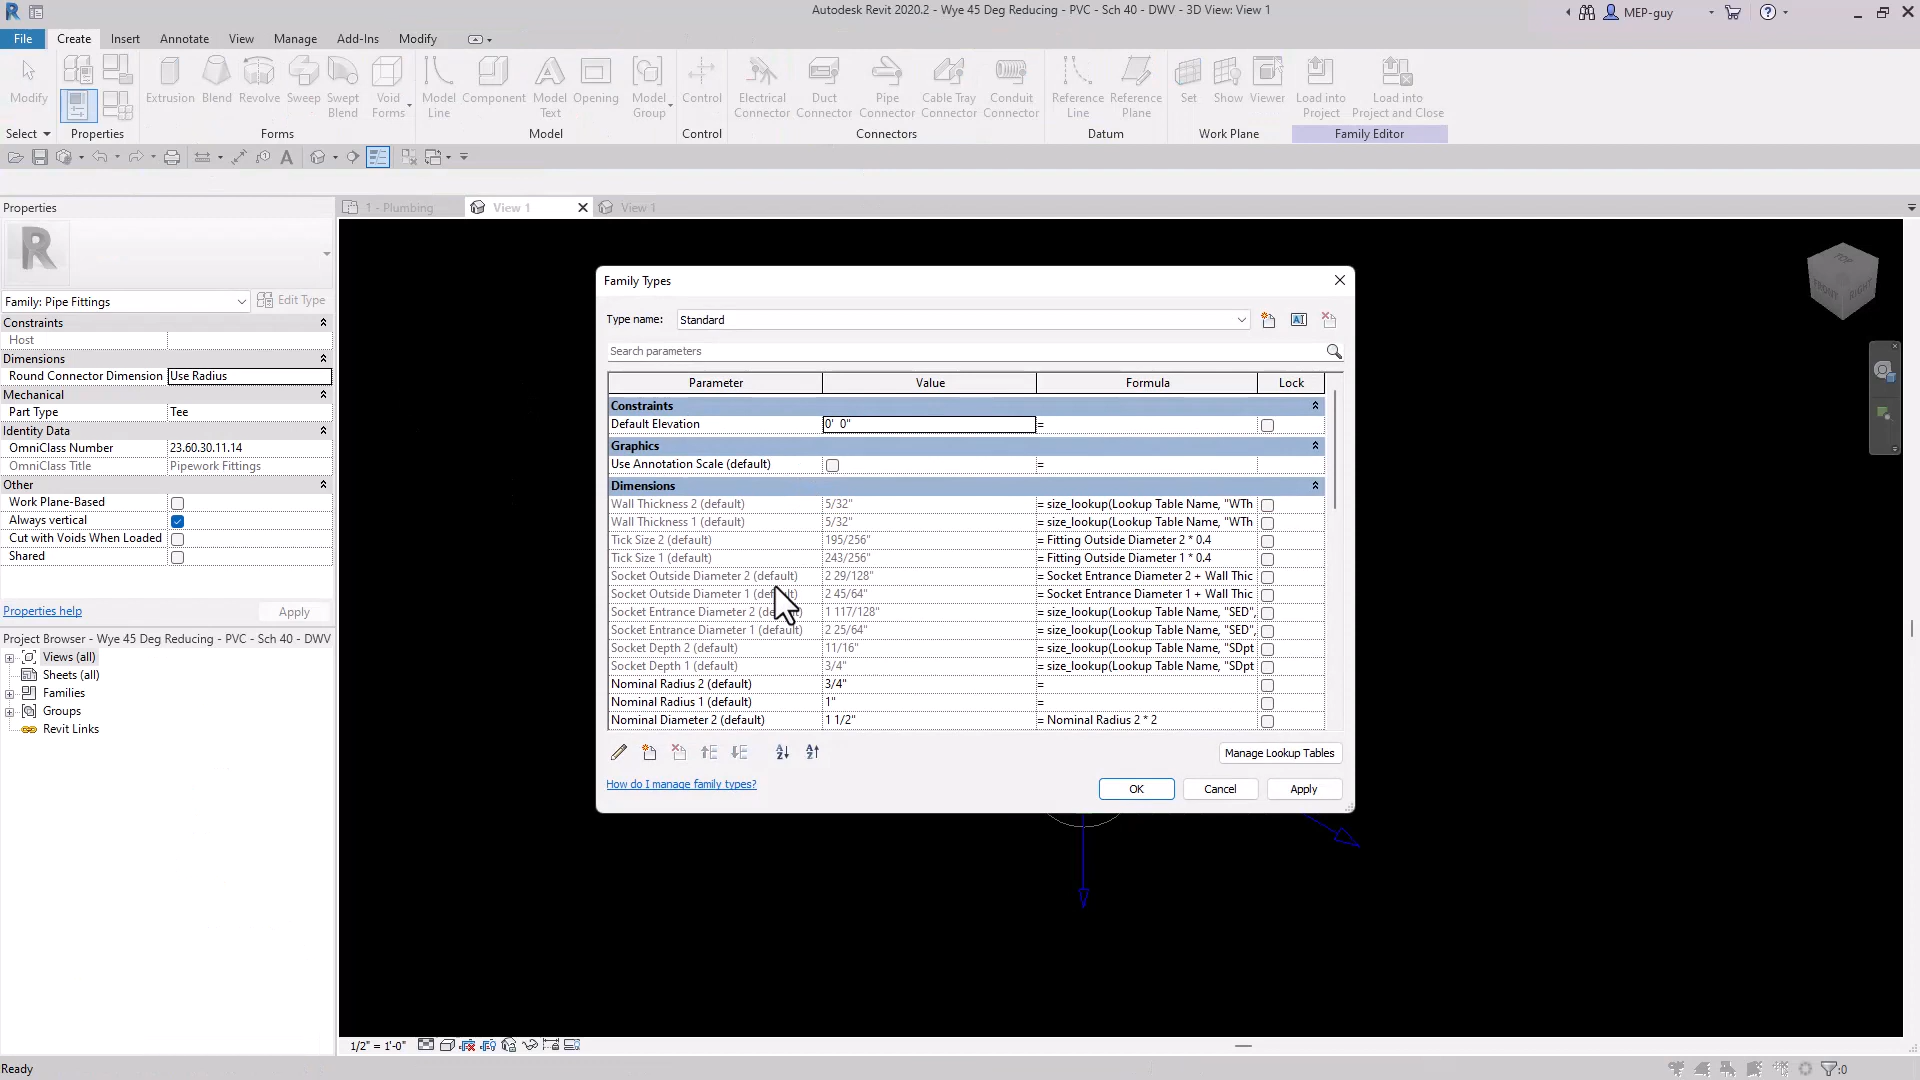 Autodesk Revit 2020.2 - Wye 45 Deg Reducing - PVC - Sch 40 - DWV - 3D View: View 1
MEP-guy
File Create Insert Annotate View Manage Add-Ins Modify
Modify
Extrusion Blend Revolve Sweep Swept Blend Void Forms
Model Line Component Model Text Opening Model Group
Control
Electrical Connector Duct Connector Pipe Connector Cable Tray Connector Conduit Connector
Reference Line Reference Plane
Set Show Viewer
Load into Project Load into Project and Close
Select Properties Forms Model Control Connectors Datum Work Plane Family Editor
Properties
1 - Plumbing View 1 View 1
Family: Pipe Fittings Edit Type
Constraints
Host
Dimensions
Round Connector Dimension Use Radius
Mechanical
Part Type Tee
Identity Data
OmniClass Number 23.60.30.11.14
OmniClass Title Pipework Fittings
Other
Work Plane-Based
Always vertical
Cut with Voids When Loaded
Shared
Properties help Apply
Project Browser - Wye 45 Deg Reducing - PVC - Sch 40 - DWV
Views (all)
Sheets (all)
Families
Groups
Revit Links
TOP
FRONT RIGHT
Family Types
Type name: Standard
Search parameters
Parameter Value Formula Lock
Constraints
Default Elevation 0' 0" =
Graphics
Use Annotation Scale (default) =
Dimensions
Wall Thickness 2 (default) 5/32" = size_lookup(Lookup Table Name, "WTh
Wall Thickness 1 (default) 5/32" = size_lookup(Lookup Table Name, "WTh
Tick Size 2 (default) 195/256" = Fitting Outside Diameter 2 * 0.4
Tick Size 1 (default) 243/256" = Fitting Outside Diameter 1 * 0.4
Socket Outside Diameter 2 (default) 2 29/128" = Socket Entrance Diameter 2 + Wall Thic
Socket Outside Diameter 1 (default) 2 45/64" = Socket Entrance Diameter 1 + Wall Thic
Socket Entrance Diameter 2 (default) 1 117/128" = size_lookup(Lookup Table Name, "SED",
Socket Entrance Diameter 1 (default) 2 25/64" = size_lookup(Lookup Table Name, "SED",
Socket Depth 2 (default) 11/16" = size_lookup(Lookup Table Name, "SDpt
Socket Depth 1 (default) 3/4" = size_lookup(Lookup Table Name, "SDpt
Nominal Radius 2 (default) 3/4" =
Nominal Radius 1 (default) 1" =
Nominal Diameter 2 (default) 1 1/2" = Nominal Radius 2 * 2
Manage Lookup Tables
How do I manage family types? OK Cancel Apply
1/2" = 1'-0"
Ready :0